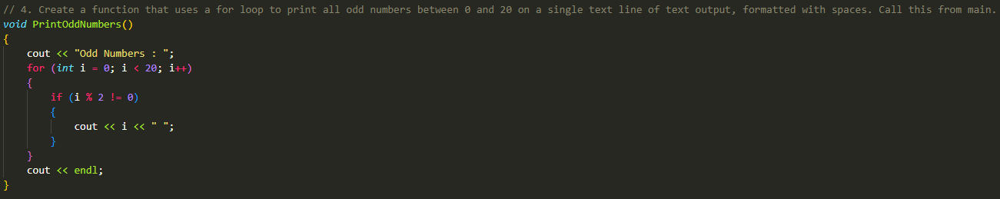 // 4. Create a function that uses a for loop to print all odd numbers between 0 and 20 on a single text line of text output, formatted with spaces. Call this from main.
void PrintOddNumbers()
{
    cout << "Odd Numbers : ";
    for (int i = 0; i < 20; i++)
    {
        if (i % 2 != 0)
        {
            cout << i << " ";
        }
    }
    cout << endl;
}